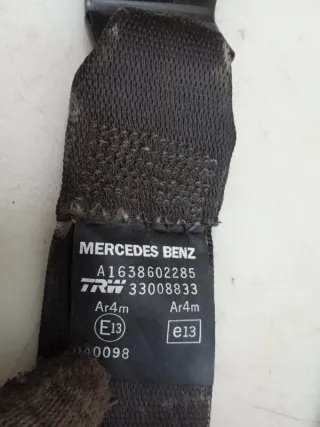 MERCEDES BENZ
A1638602285
TRW 33008833
Ar4m Ar4m
E13 e13